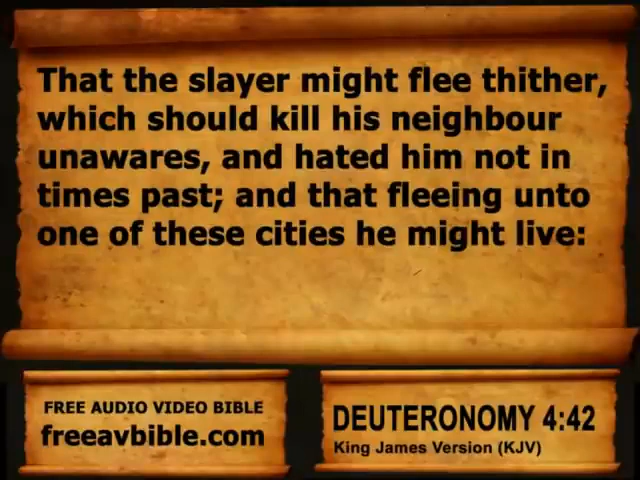 That the slayer might flee thither,
which should kill his neighbour
unawares, and hated him not in
times past; and that fleeing unto
one of these cities he might live:
FREE AUDIO VIDEO BIBLE
freeavbible.com
DEUTERONOMY 4:42
King James Version (KJV)